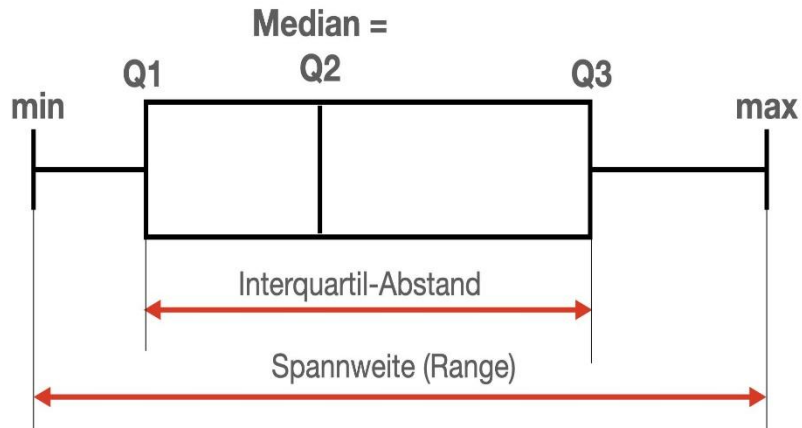 Median =
Q1 Q2 Q3
min max
Interquartil-Abstand
Spannweite (Range)